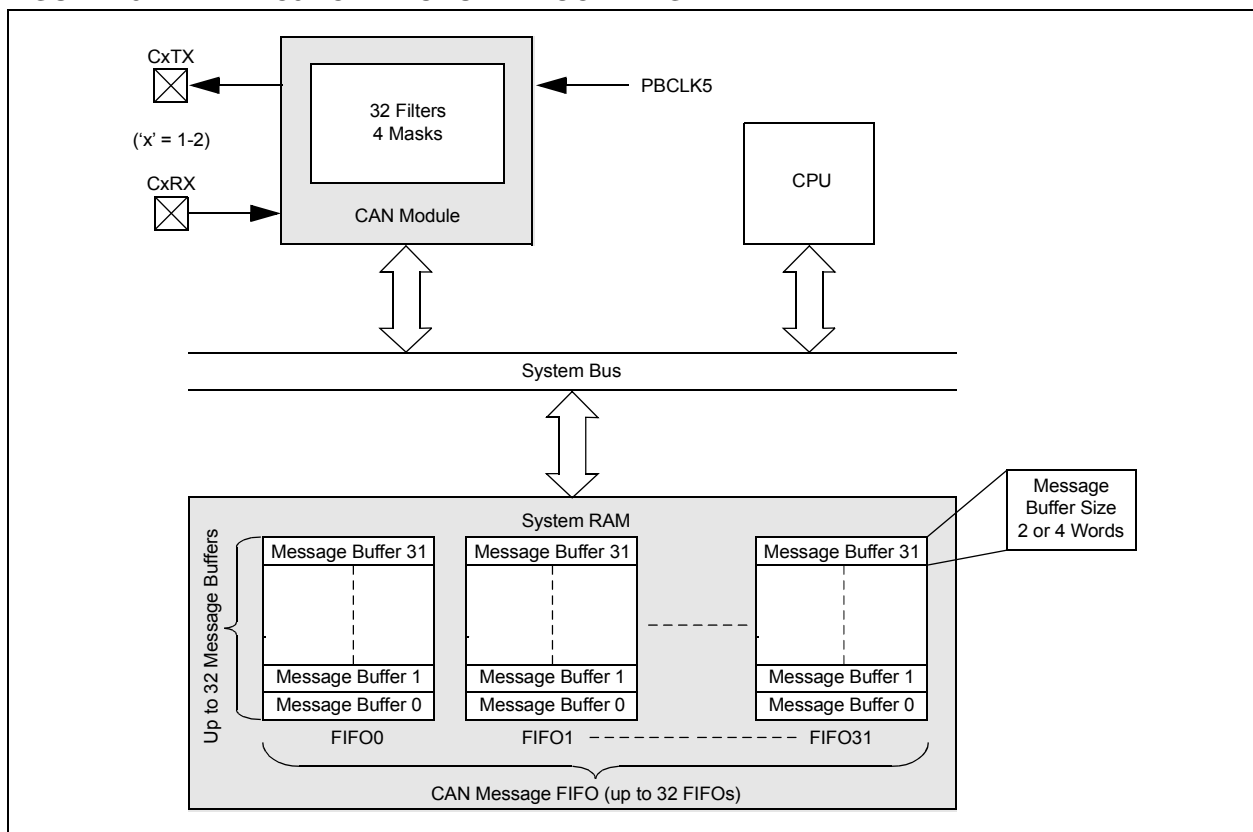 CxTX
PBCLK5
32 Filters
4 Masks
('x' = 1-2)
CPU
CxRX
CAN Module
System Bus
Message
Buffer Size
2 or 4 Words
System RAM
Up to 32 Message Buffers
Message Buffer 31
Message Buffer 31
Message Buffer 31
Message Buffer 1
Message Buffer 1
Message Buffer 1
Message Buffer 0
Message Buffer 0
Message Buffer 0
FIFO0
FIFO1
FIFO31
CAN Message FIFO (up to 32 FIFOs)